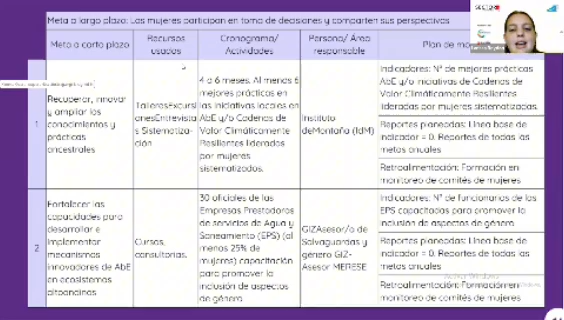 Meta a largo plazo: Las mujeres participan en toma de decisiones y comparten sus perspectivas
Meta a corto plazo
Recursos
usados
Cronograma/
Actividades
Persona/ Área
responsable
Plan de
1
Recuperar, innovar
y ampliar los
conocimientos y
prácticas
ancestrales
TalleresExcursi
onesEntrevista
s Sistematiza-
ción
4 a 6 meses. Al menos 6
mejores prácticas en
las iniciativas locales en
AbE y/o Cadenas de
Valor Climáticamente
Resilientes lideradas
por mujeres
sistematizadas.
Instituto
deMontaña (IdM)
Indicadores: N° de mejores prácticas
AbE y/o iniciativas de Cadenas de
Valor Climáticamente Resilientes
lideradas por mujeres sistematizadas.
Reportes planeados: Línea base de
indicador = 0. Reportes de todas las
metas anuales
Retroalimentación: Formación en
monitoreo de comités de mujeres
2
Fortalecer las
capacidades para
desarrollar e
implementar
mecanismos
innovadores de AbE
en ecosistemas
altoandinos
Cursos,
consultorías.
30 oficiales de las
Empresas Prestadoras
de servicios de Agua y
Saneamiento (EPS) (al
menos 25% de
mujeres) capacitación
para promover la
inclusión de aspectos
de género
GIZAsesor/a de
Salvaguardas y
género GIZ-
Asesor MERESE
Indicadores: N° de funcionarios de las
EPS capacitadas para promover la
inclusión de aspectos de género
Reportes planeados: Línea base de
indicador = 0. Reportes de todas las
metas anuales
Retroalimentación: Formación en
monitoreo de comités de mujeres